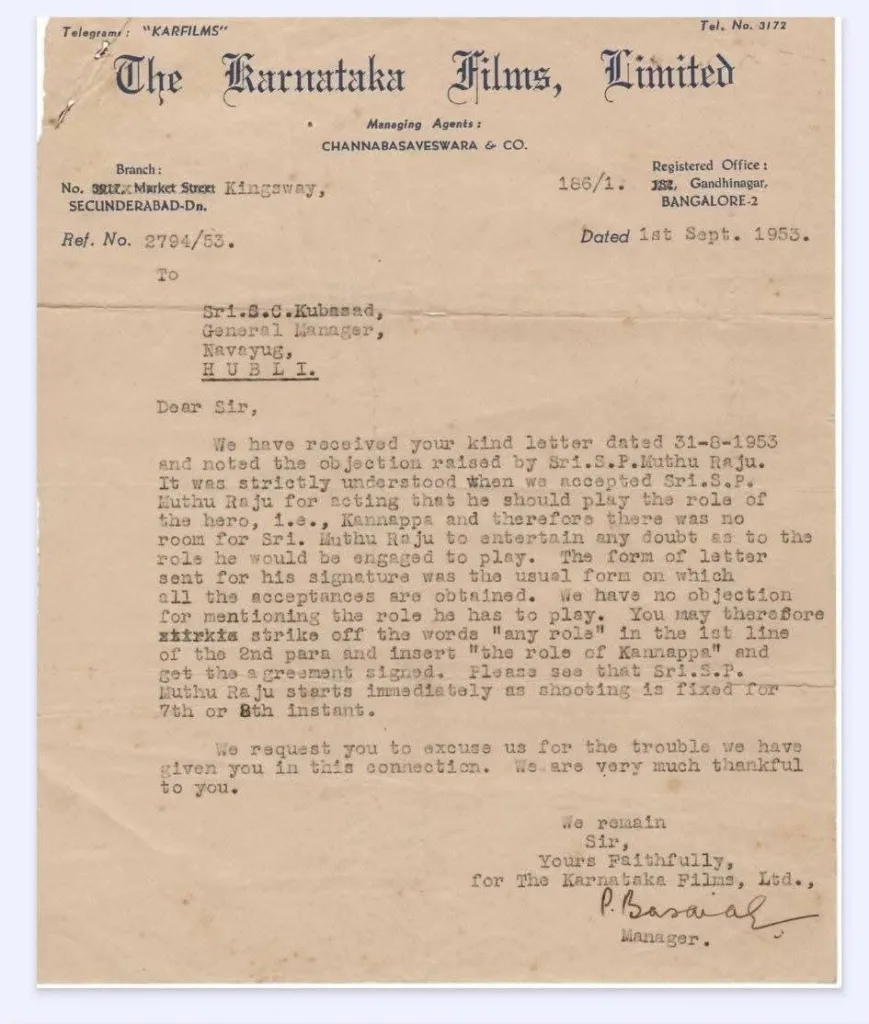 Telegrams: "KARFILMS"
Tel. No. 3172
The Karnataka Films, Limited
Managing Agents:
CHANNABASAVESWARA & CO.
Branch:
No. Market Street Kingsway,
SECUNDERABAD-Dn.
Registered Office:
186/1. Gandhinagar,
BANGALORE-2
Ref. No. 2794/53.
Dated 1st Sept. 1953.
To
Sri.S.C.Kubasad,
General Manager,
Navayug,
H U B L I.
Dear Sir,
We have received your kind letter dated 31-8-1953
and noted the objection raised by Sri.S.P.Muthu Raju.
It was strictly understood when we accepted Sri.S.P.
Muthu Raju for acting that he should play the role of
the hero, i.e., Kannappa and therefore there was no
room for Sri. Muthu Raju to entertain any doubt as to the
role he would be engaged to play. The form of letter
sent for his signature was the usual form on which
all the acceptances are obtained. We have no objection
for mentioning the role he has to play. You may therefore
strike off the words "any role" in the 1st line
of the 2nd para and insert "the role of Kannappa" and
get the agreement signed. Please see that Sri.S.P.
Muthu Raju starts immediately as shooting is fixed for
7th or 8th instant.
We request you to excuse us for the trouble we have
given you in this connection. We are very much thankful
to you.
We remain
Sir,
Yours Faithfully,
for The Karnataka Films, Ltd.,
P. Basaiah
Manager.